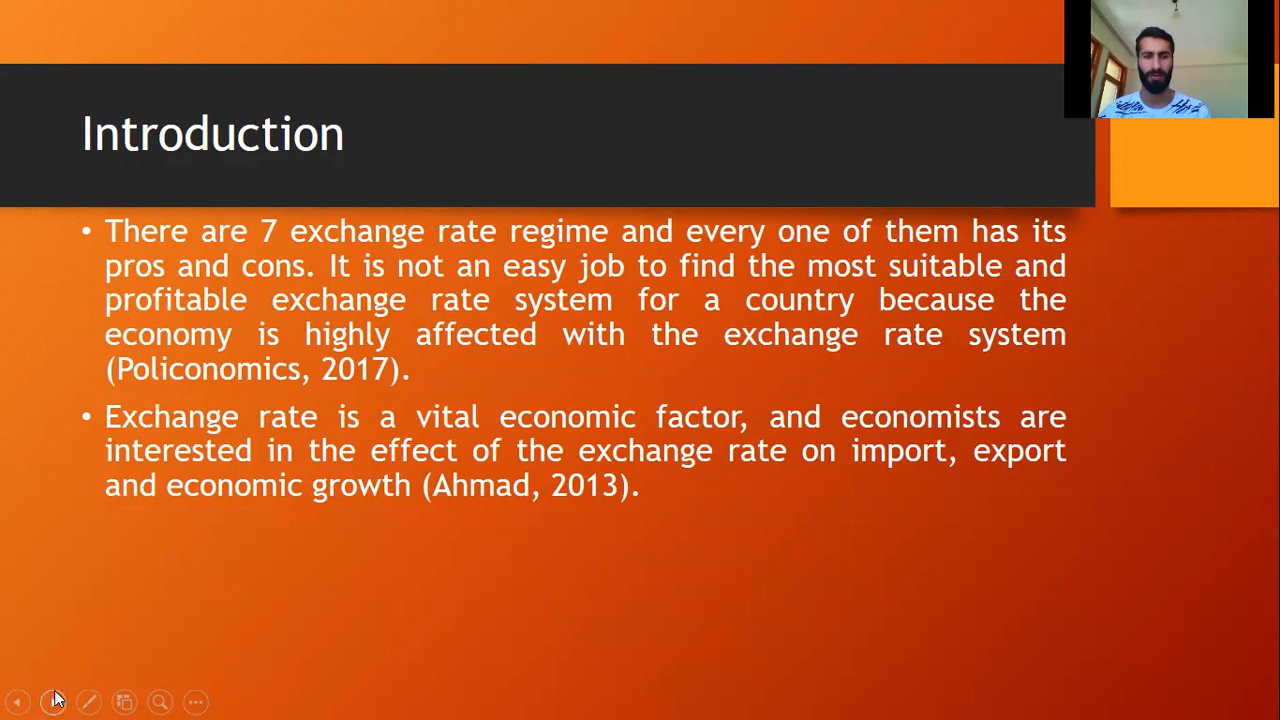 Introduction
• There are 7 exchange rate regime and every one of them has its
pros and cons. It is not an easy job to find the most suitable and
profitable exchange rate system for a country because the
economy is highly affected with the exchange rate system
(Policonomics, 2017).
• Exchange rate is a vital economic factor, and economists are
interested in the effect of the exchange rate on import, export
and economic growth (Ahmad, 2013).